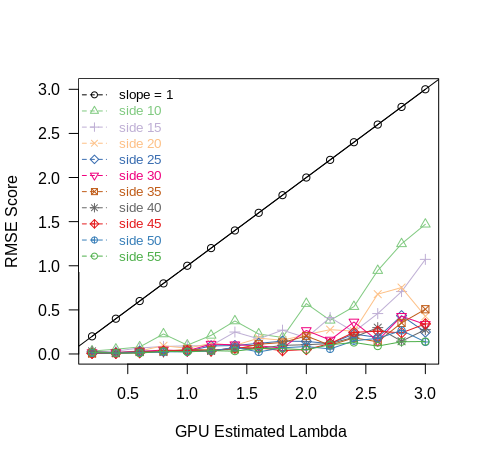 3.0
2.5
2.0
1.5
1.0
0.5
0.0
RMSE Score
slope = 1
side 10
side 15
side 20
side 25
side 30
side 35
side 40
side 45
side 50
side 55
0.5 1.0 1.5 2.0 2.5 3.0
GPU Estimated Lambda